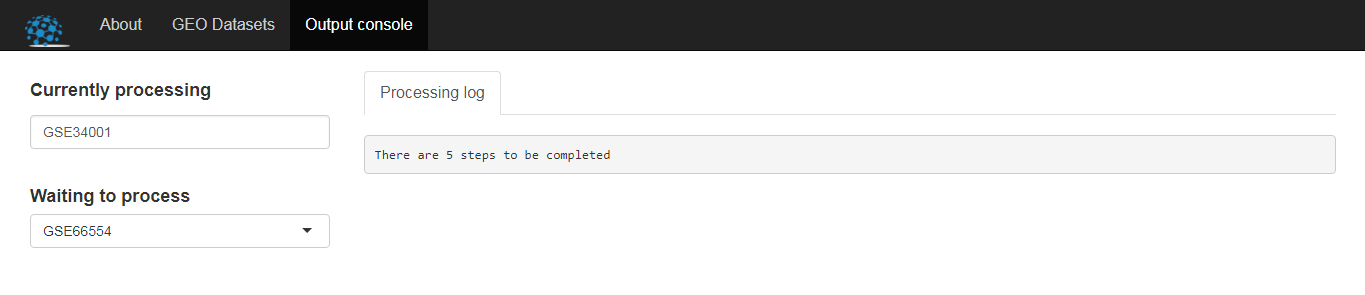 About GEO Datasets Output console
Currently processing
GSE34001
Waiting to process
GSE66554
Processing log
There are 5 steps to be completed